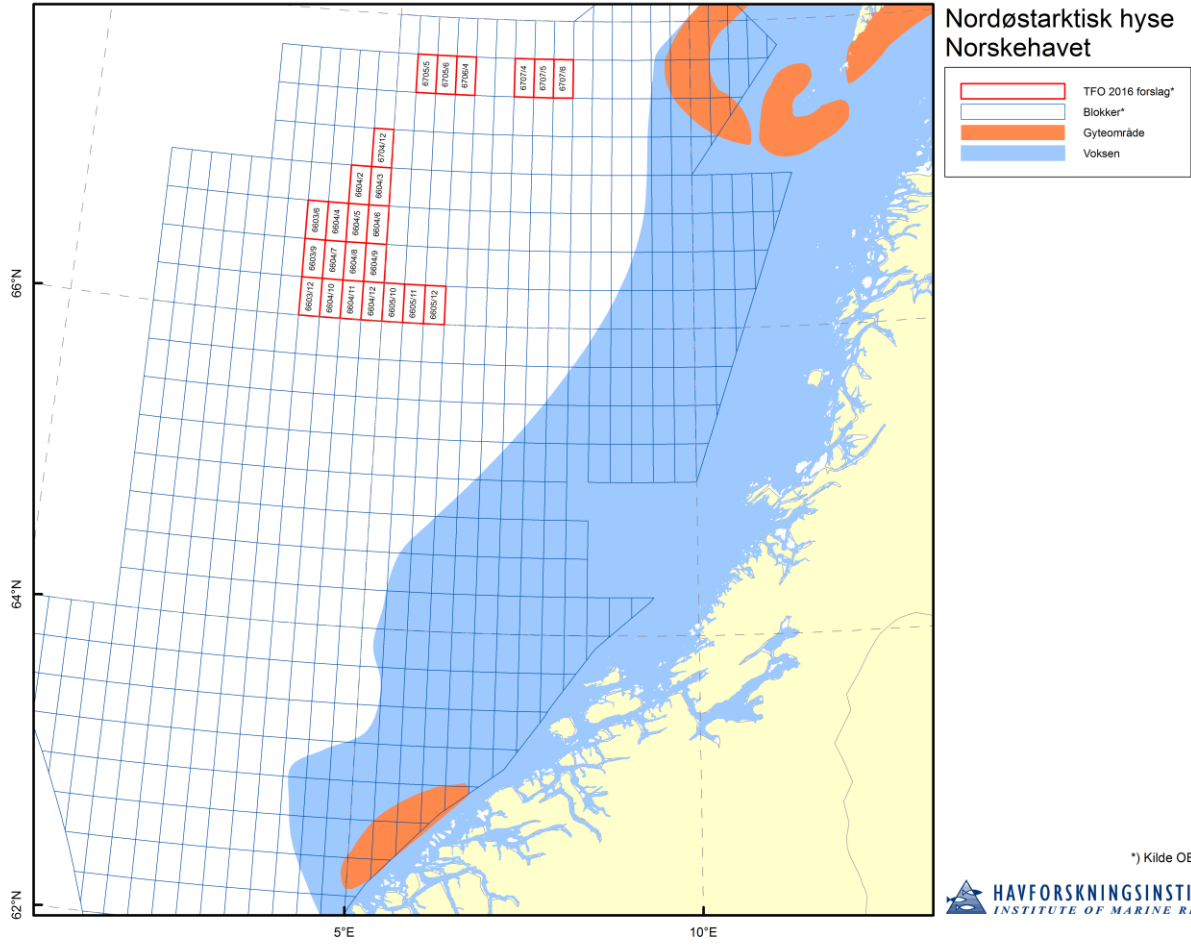 Nordøstarktisk hyse
Norskehavet
TFO 2016 forslag*
Blokker*
Gyteområde
Voksen
6705/5
6705/6
6706/4
6707/4
6707/5
6707/6
6704/12
6604/2
6604/3
6603/6
6604/4
6604/5
6604/6
6603/9
6604/7
6604/8
6604/9
6603/12
6604/10
6604/11
6604/12
6605/10
6605/11
6605/12
66°N
64°N
62°N
5°E
10°E
*) Kilde OE
HAVFORSKNINGSINSTI
INSTITUTE OF MARINE RE